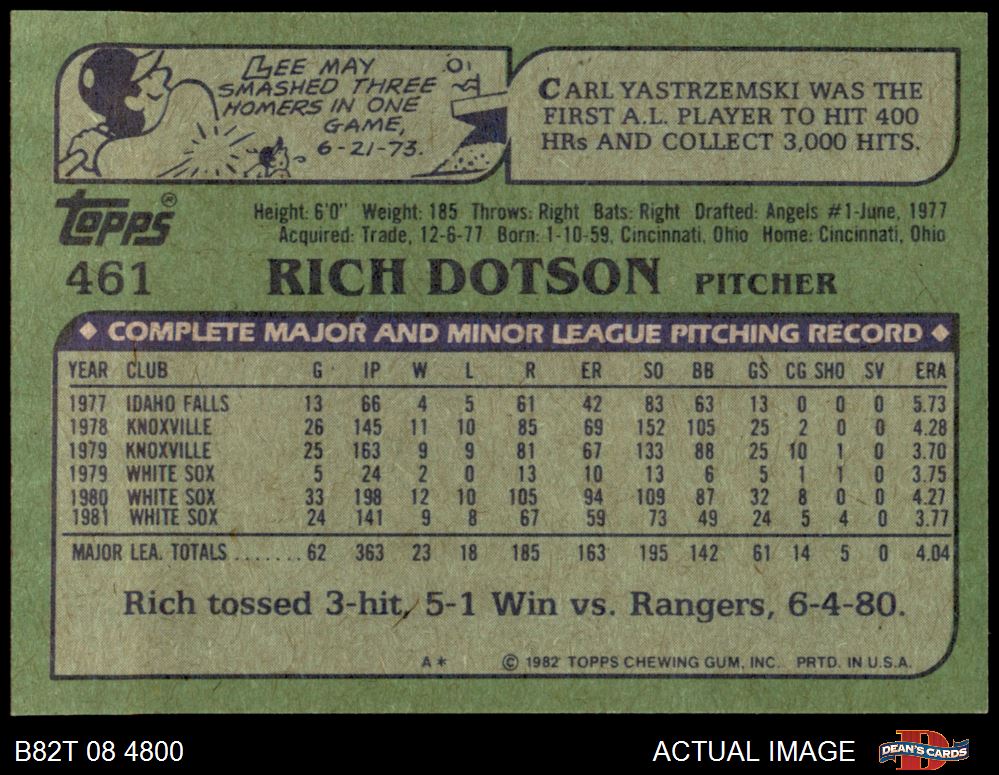 LEE MAY
SMASHED THREE
HOMERS IN ONE
GAME,
6-21-73.
CARL YASTRZEMSKI WAS THE
FIRST A.L. PLAYER TO HIT 400
HRs AND COLLECT 3,000 HITS.
Topps®
Height: 6'0" Weight: 185 Throws: Right Bats: Right Drafted: Angels #1-June, 1977
Acquired: Trade, 12-6-77 Born: 1-10-59, Cincinnati, Ohio Home: Cincinnati, Ohio
461 RICH DOTSON PITCHER
◆ COMPLETE MAJOR AND MINOR LEAGUE PITCHING RECORD ◆
YEAR CLUB G IP W L R ER SO BB GS CG SHO SV ERA
1977 IDAHO FALLS 13 66 4 5 61 42 83 63 13 0 0 0 5.73
1978 KNOXVILLE 26 145 11 10 85 69 152 105 25 2 0 0 4.28
1979 KNOXVILLE 25 163 9 9 81 67 133 88 25 10 1 0 3.70
1979 WHITE SOX 5 24 2 0 13 10 13 6 5 1 1 0 3.75
1980 WHITE SOX 33 198 12 10 105 94 109 87 32 8 0 0 4.27
1981 WHITE SOX 24 141 9 8 67 59 73 49 24 5 4 0 3.77
MAJOR LEA. TOTALS........62 363 23 18 185 163 195 142 61 14 5 0 4.04
Rich tossed 3-hit, 5-1 Win vs. Rangers, 6-4-80.
A* © 1982 TOPPS CHEWING GUM, INC. PRTD. IN U.S.A.
B82T 08 4800 ACTUAL IMAGE DEAN'S CARDS